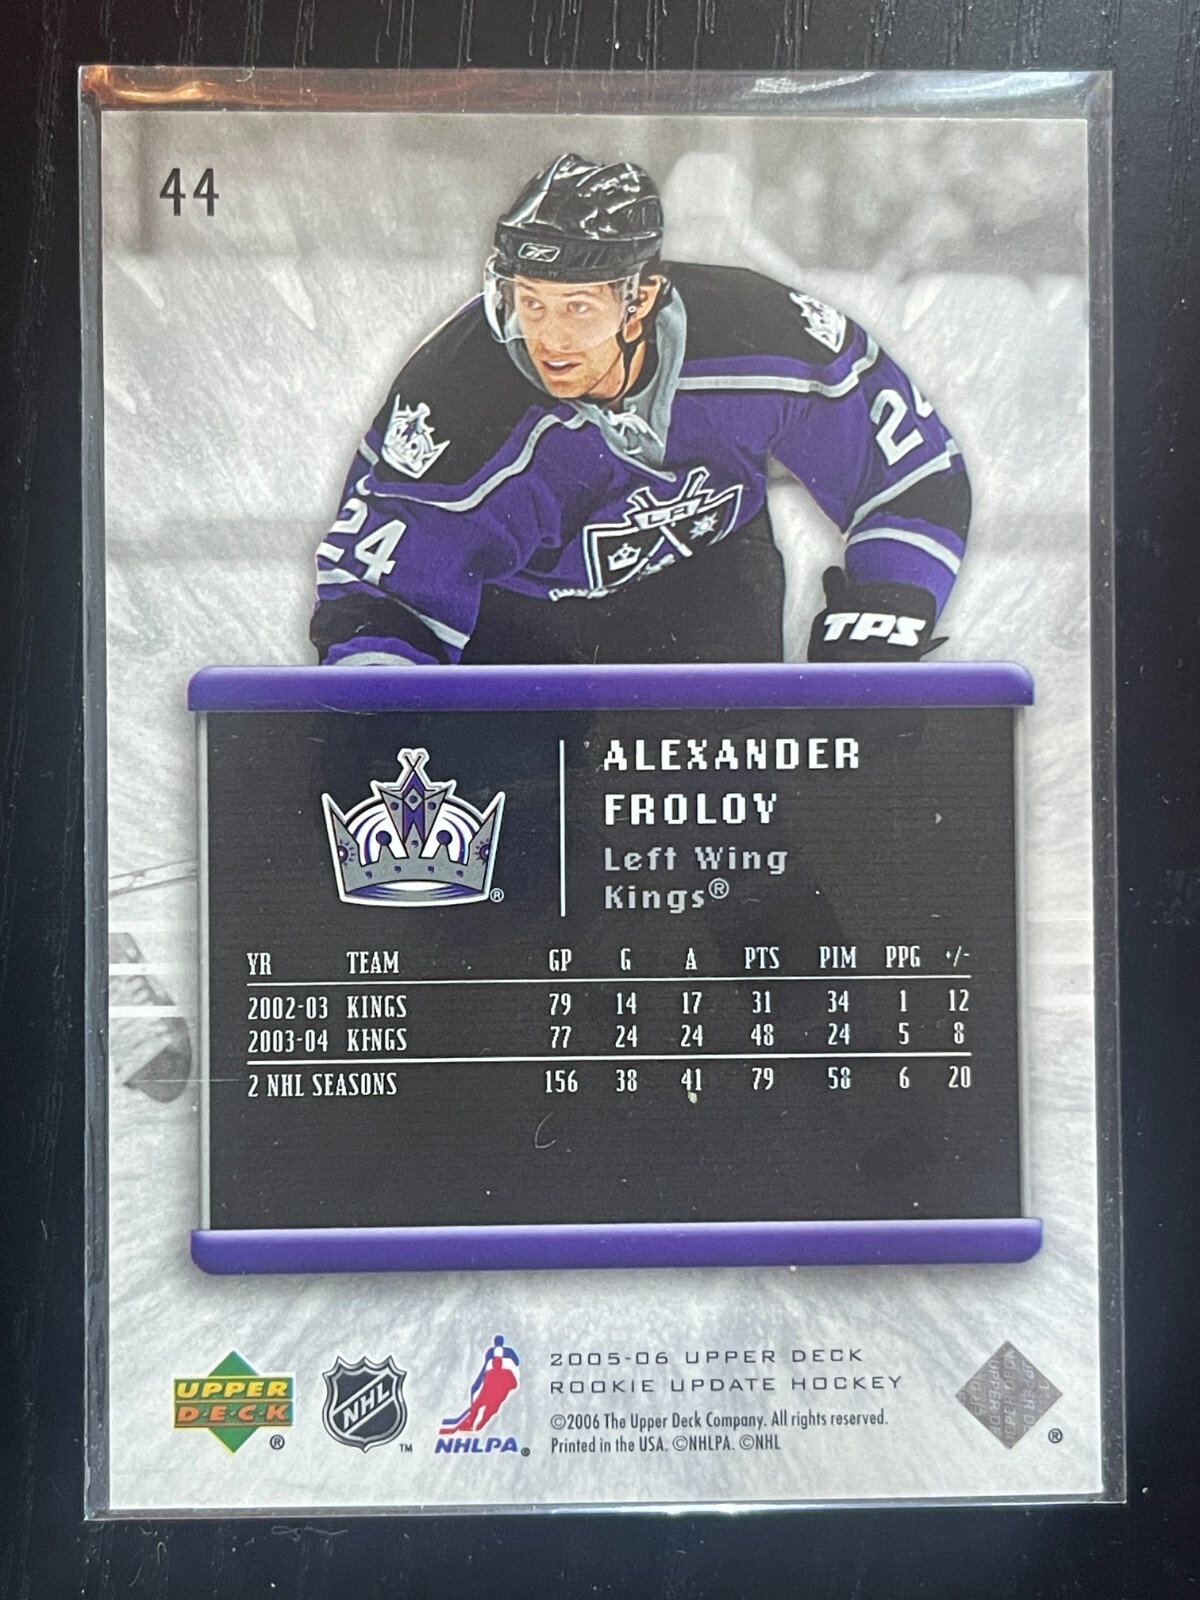 44
24
24
LA
TPS
ALEXANDER
FROLOV
Left Wing
Kings®
®
YR TEAM GP G A PTS PIM PPG +/-
2002-03 KINGS 79 14 17 31 34 1 12
2003-04 KINGS 77 24 24 48 24 5 8
2 NHL SEASONS 156 38 41 79 58 6 20
UPPER
D·E·C·K
®
NHL
™
NHLPA®
2005-06 UPPER DECK
ROOKIE UPDATE HOCKEY
©2006 The Upper Deck Company. All rights reserved.
Printed in the USA. ©NHLPA. ©NHL
®